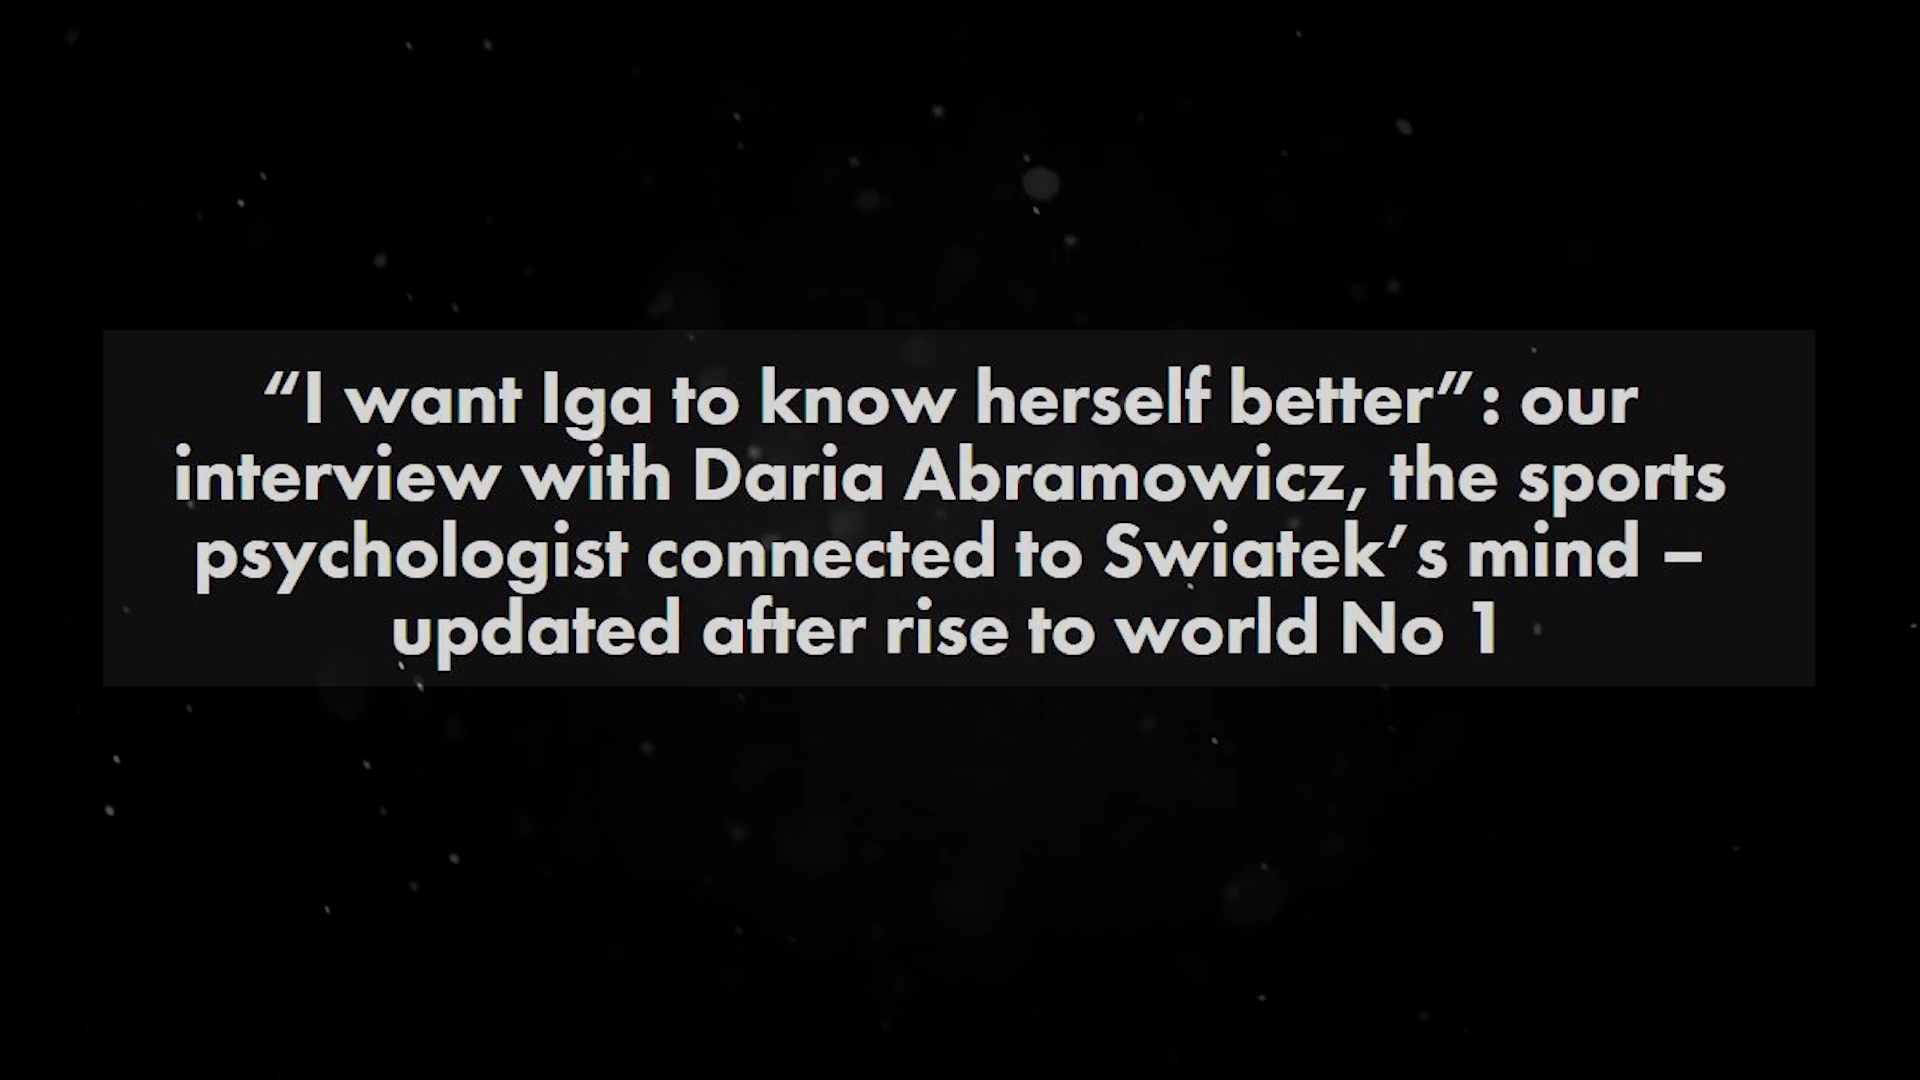 “I want Iga to know herself better”: our
interview with Daria Abramowicz, the sports
psychologist connected to Swiatek’s mind –
updated after rise to world No 1